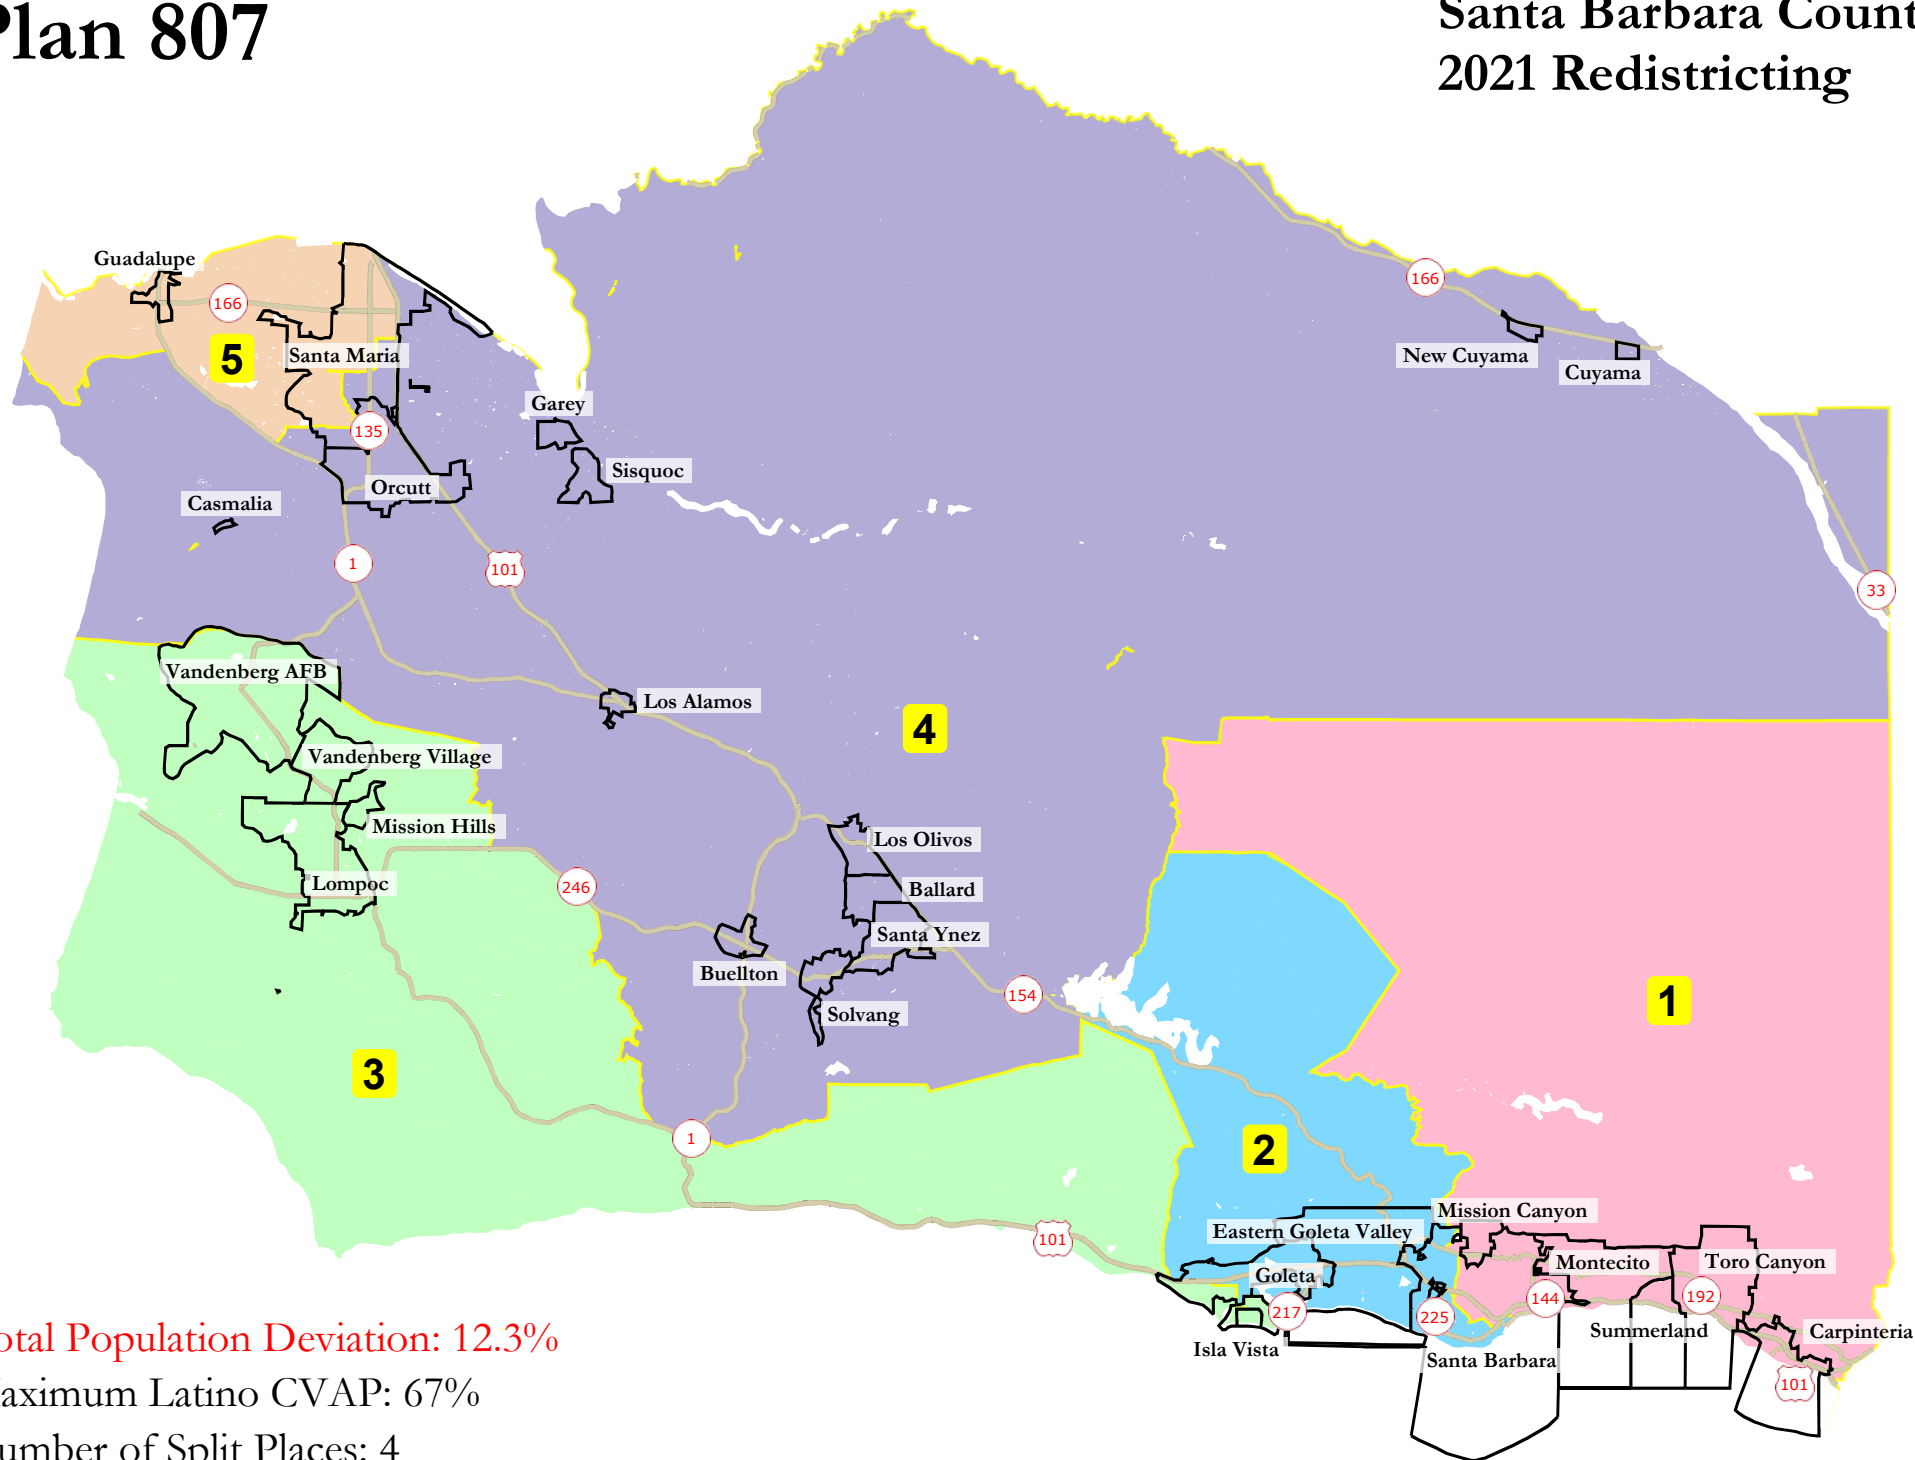 Plan 807
Santa Barbara Count
2021 Redistricting
Guadalupe
166
5
Santa Maria
135
Orcutt
Garey
Sisquoc
Casmalia
1
101
166
New Cuyama
Cuyama
33
Vandenberg AFB
Vandenberg Village
Mission Hills
Lompoc
Los Alamos
4
Los Olivos
Ballard
Santa Ynez
246
Buellton
Solvang
154
3
1
1
2
101
Mission Canyon
Eastern Goleta Valley
Goleta
Montecito
Toro Canyon
217
225
144
192
Isla Vista
Santa Barbara
Summerland
Carpinteria
101
otal Population Deviation: 12.3%
aximum Latino CVAP: 67%
umber of Split Places: 4